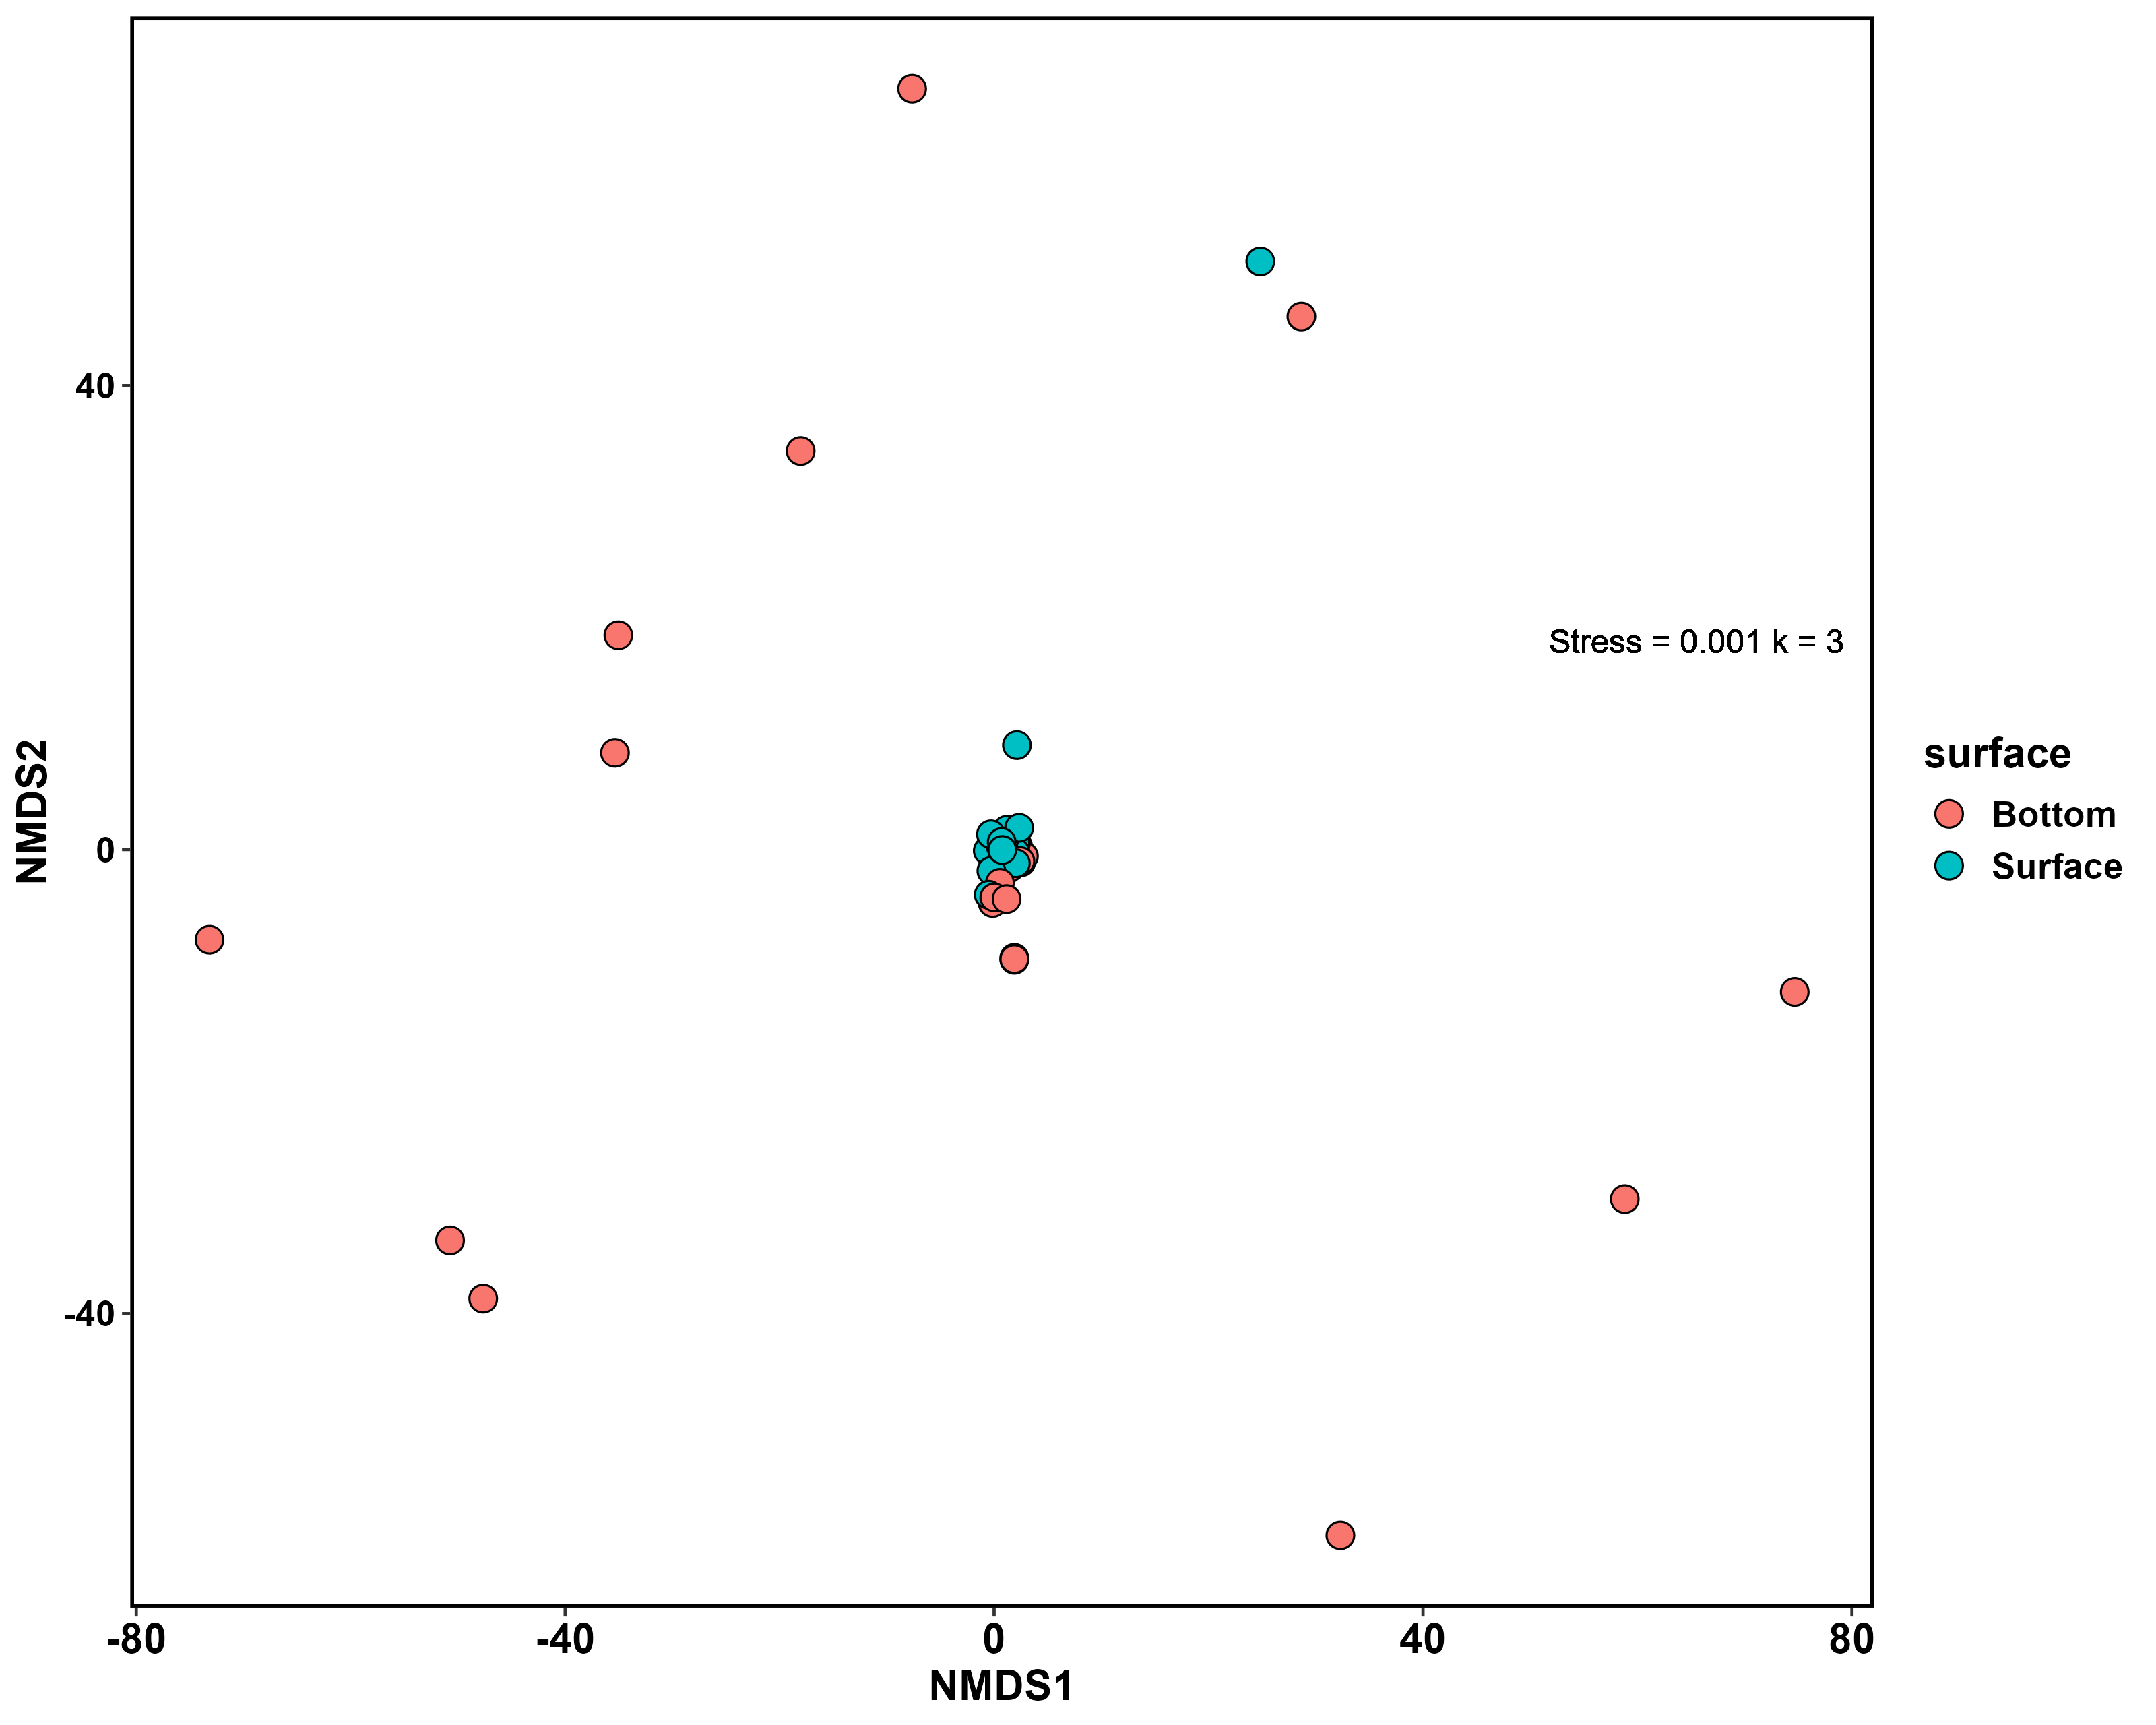 40
0
-40
NMDS2
Stress = 0.001 k = 3
surface
Bottom
Surface
-80
-40
0
40
80
NMDS1